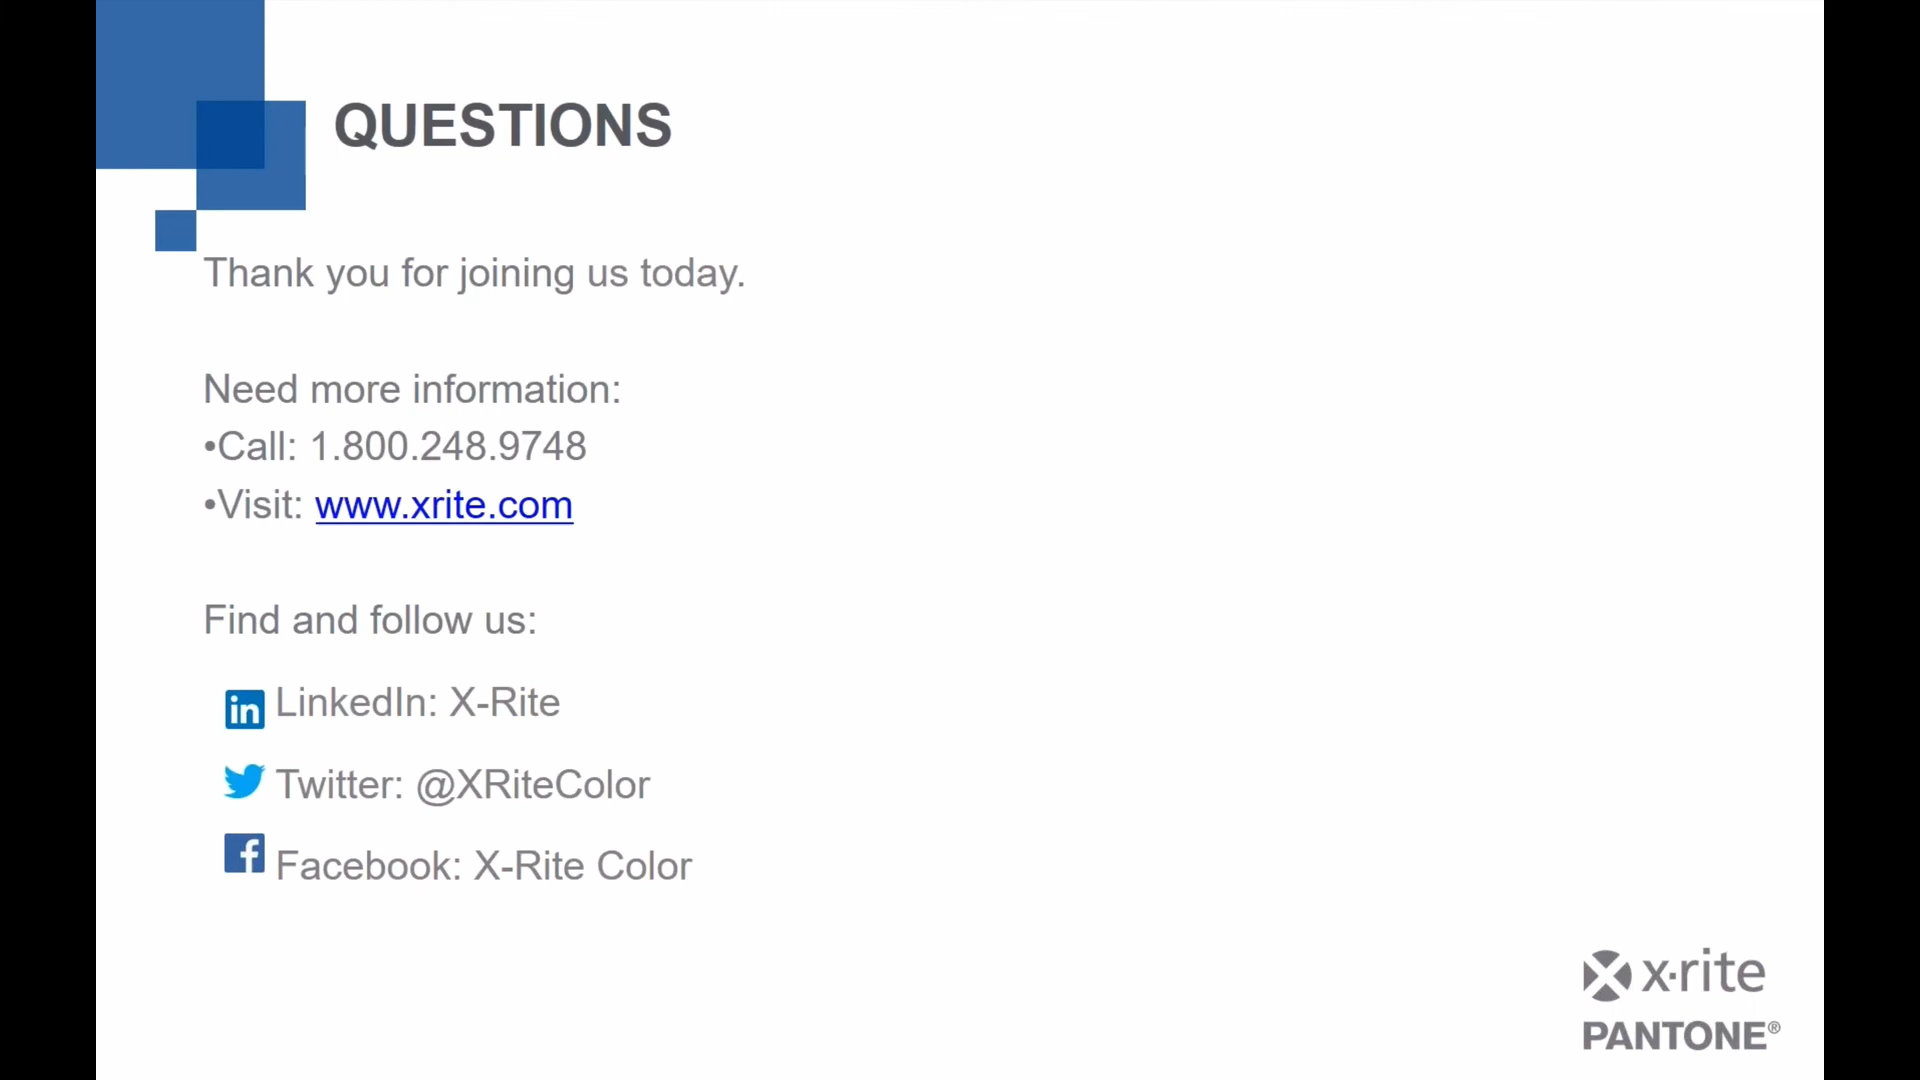 QUESTIONS
Thank you for joining us today.
Need more information:
•Call: 1.800.248.9748
•Visit: www.xrite.com
Find and follow us:
in LinkedIn: X-Rite
Twitter: @XRiteColor
f Facebook: X-Rite Color
x·rite
PANTONE®